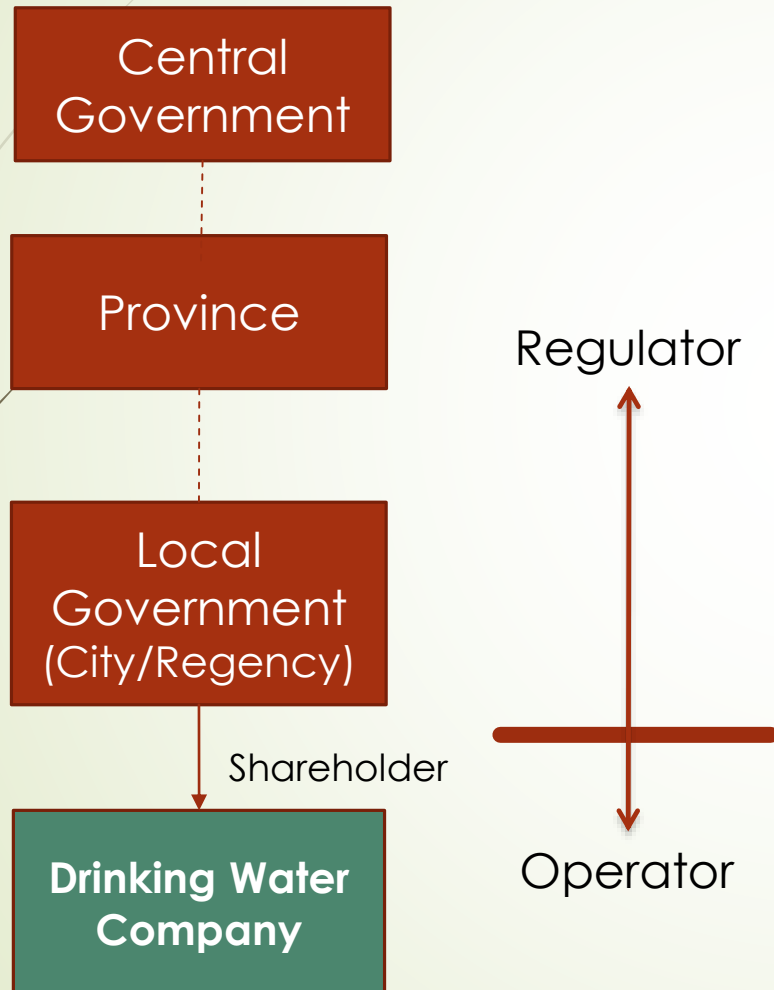 Central
Government
Province
Regulator
Local
Government
(City/Regency)
Shareholder
Drinking Water
Company
Operator